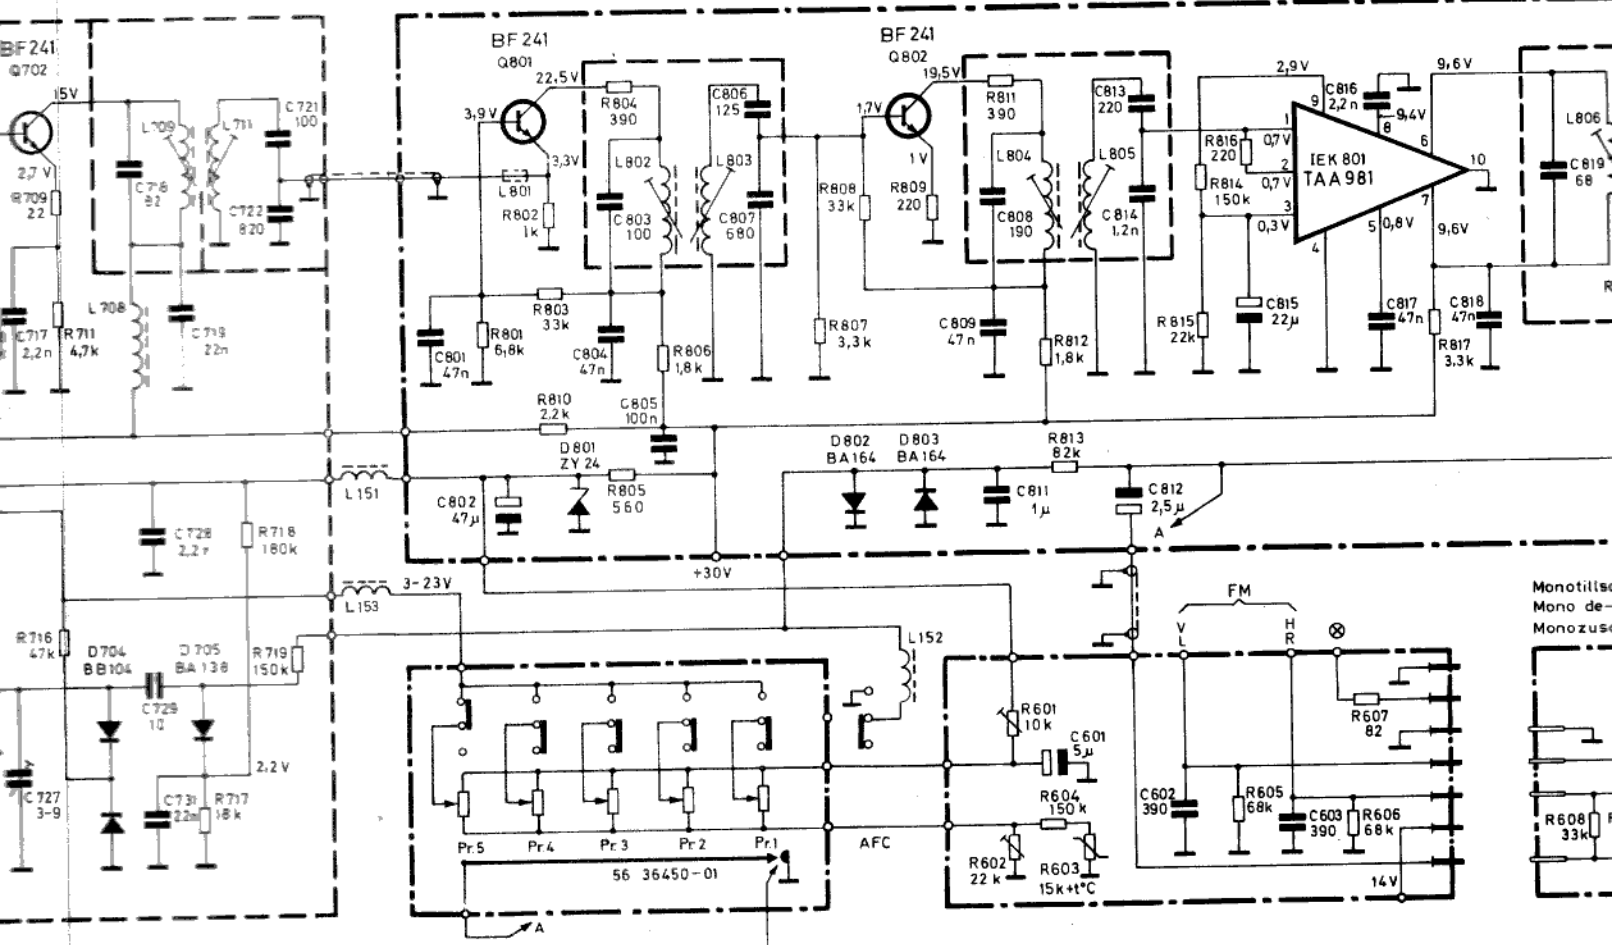 BF241
Q702
15V
2,7 V
R709
22
C717
2,2n
R711
4,7k
L709
L711
C721
100
C722
820
C718
82
L708
C719
22n
BF241
Q801
22,5V
3,9V
3,3V
L801
R802
1k
R804
390
C806
125
L802
L803
C803
100
C807
680
R803
33k
R801
6,8k
C801
47n
C804
47n
R806
1,8k
BF241
Q802
19,5V
1,7V
1V
R808
33k
R809
220
R807
3,3k
R811
390
C813
220
L804
L805
C808
190
C814
1,2n
C809
47n
R812
1,8k
2,9V
C816
2,2n
9,4V
9,6V
R816
220
R814
150k
1
0,7V
2
0,7V
3
0,3V
4
5
0,8V
6
7
8
9
10
IEK 801
TAA 981
9,6V
R815
22k
C815
22µ
C817
47n
C818
47n
R817
3,3k
L806
C819
68
R
R810
2,2k
C805
100n
D801
ZY 24
R805
560
C802
47µ
L151
L153
3-23V
+30V
D802
BA164
D803
BA164
R813
82k
C811
1µ
C812
2,5µ
A
C728
R718
180k
R716
47k
D704
BB104
D705
R719
150k
C729
10
2,2 V
C727
3-9
C731
22n
R717
18k
L152
Pr.5
Pr.4
Pr.3
Pr.2
Pr.1
56 36450-01
A
AFC
R601
10k
C601
5µ
R604
150k
R602
22 k
R603
15k+t°C
FM
VL
HR
C602
390
R605
68k
C603
390
R606
68k
R607
82
14V
Mono de-
R608
33k